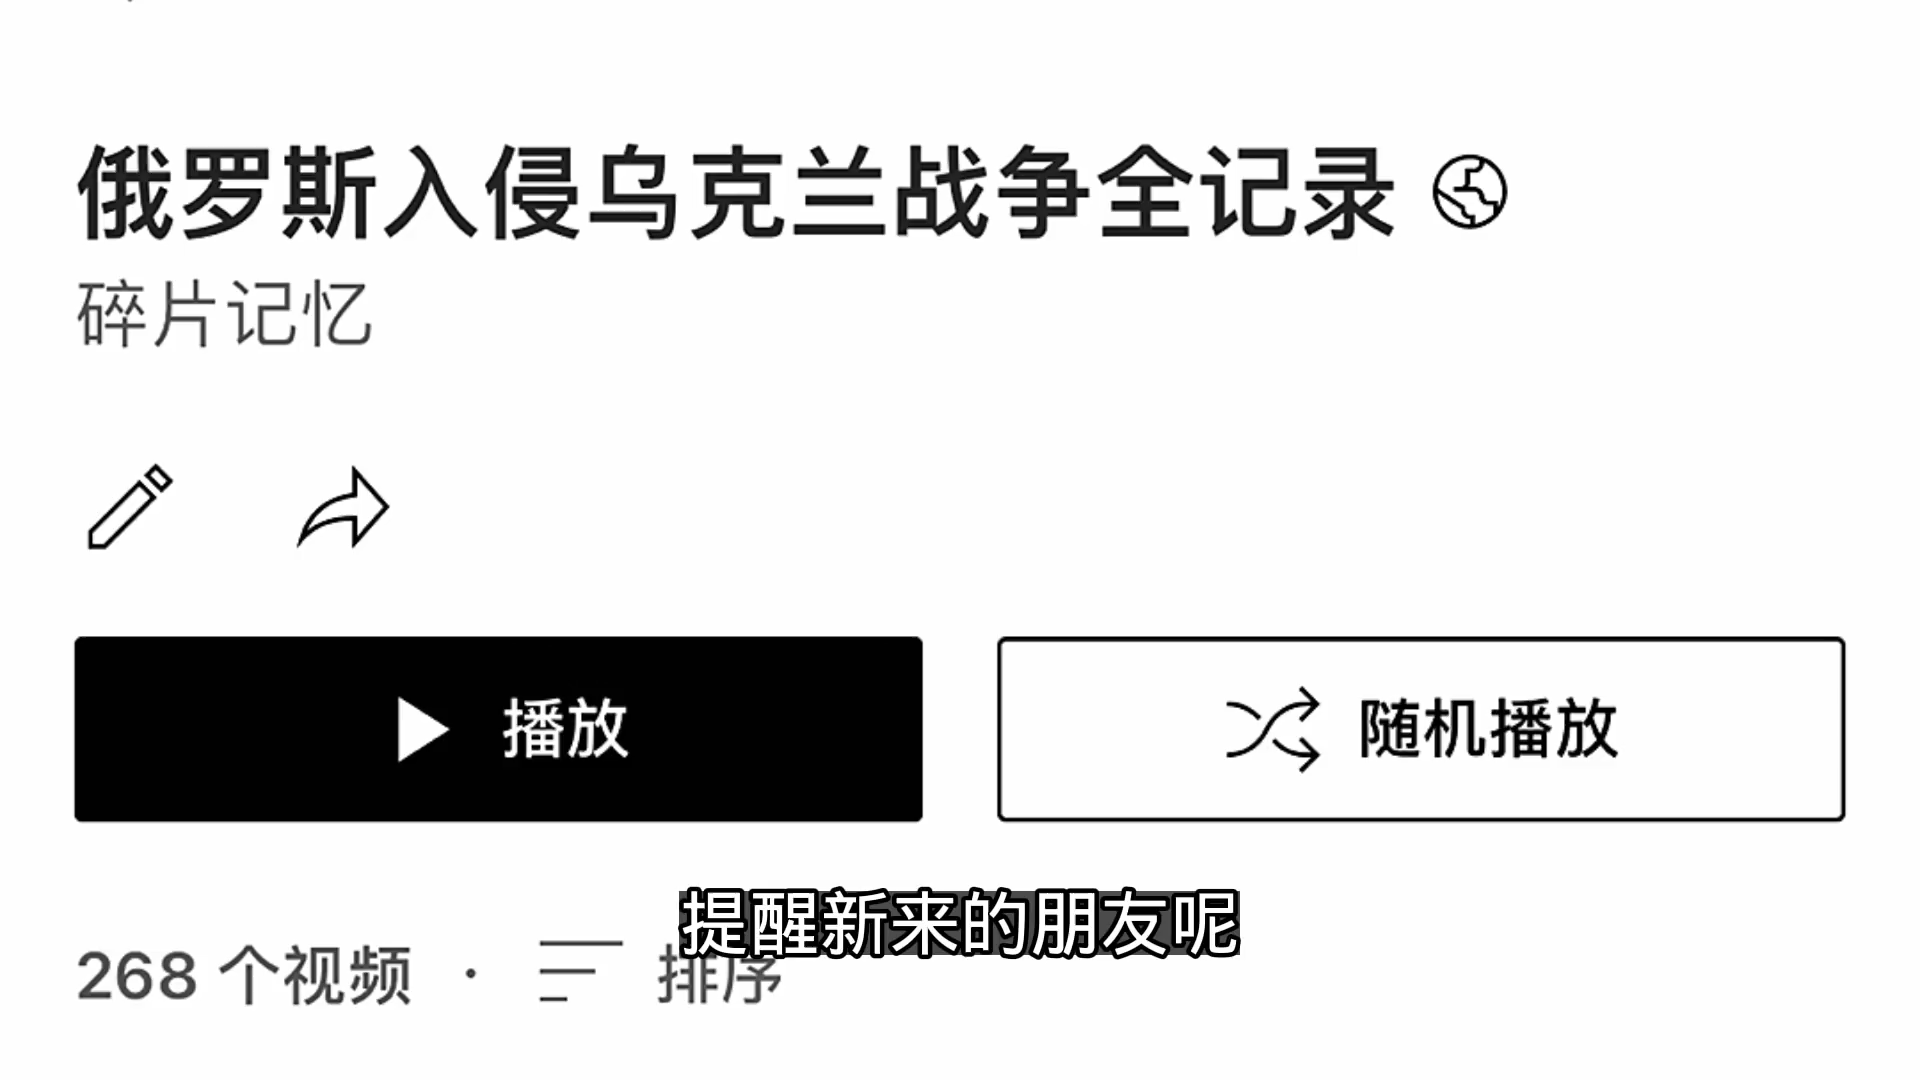 俄罗斯入侵乌克兰战争全记录
碎片记忆
播放
随机播放
提醒新来的朋友呢
268 个视频 · 排序